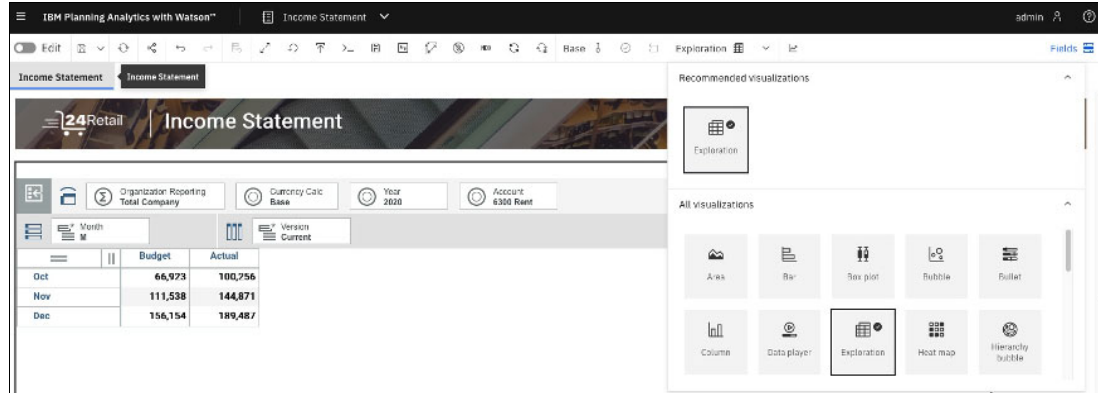 IBM Planning Analytics with Watson™
Income Statement
admin
Edit
Base
Exploration
Fields
Income Statement
Income Statement
Recommended visualizations
24Retail
Income Statement
Exploration
Organization Reporting
Total Company
Currency Calc
Base
Year
2020
Account
6300 Rent
All visualizations
Month
M
Version
Current
Budget Actual
Oct 66,923 100,256
Nov 111,538 144,871
Dec 156,154 189,487
Area Bar Box plot Bubble Bullet
Column Data player Exploration Heat map Hierarchy
bubble